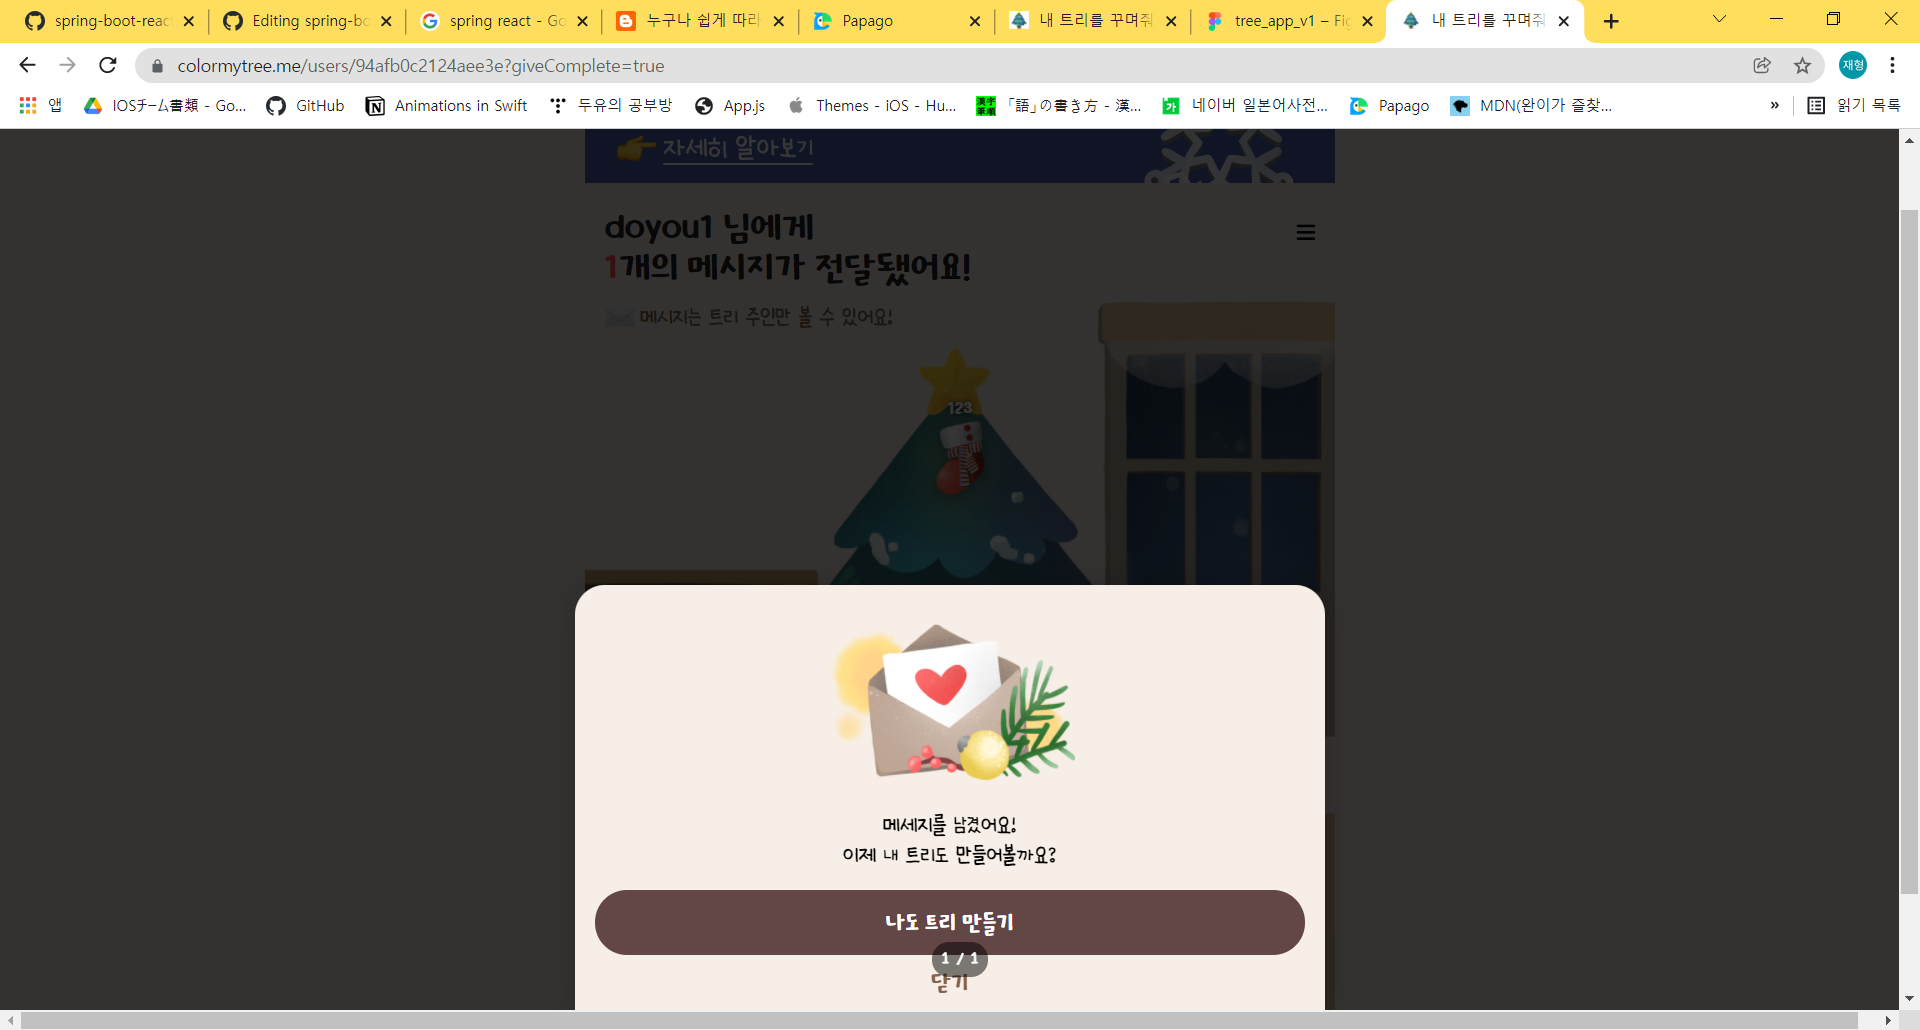 spring-boot-reac
Editing spring-bo
spring react - Go
누구나 쉽게 따라
Papago
내 트리를 꾸며줘
tree_app_v1 – Fig
내 트리를 꾸며줘
colormytree.me/users/94afb0c2124aee3e?giveComplete=true
재형
앱
IOSチーム書類 - Go...
GitHub
Animations in Swift
두유의 공부방
App.js
Themes - iOS - Hu...
「語」の書き方 - 漢...
네이버 일본어사전...
Papago
MDN(완이가 즐찾...
»
읽기 목록
자세히 알아보기
doyou1 님에게
1개의 메시지가 전달됐어요!
메시지는 트리 주인만 볼 수 있어요!
123
메세지를 남겼어요!
이제 내 트리도 만들어볼까요?
나도 트리 만들기
1 / 1
닫기